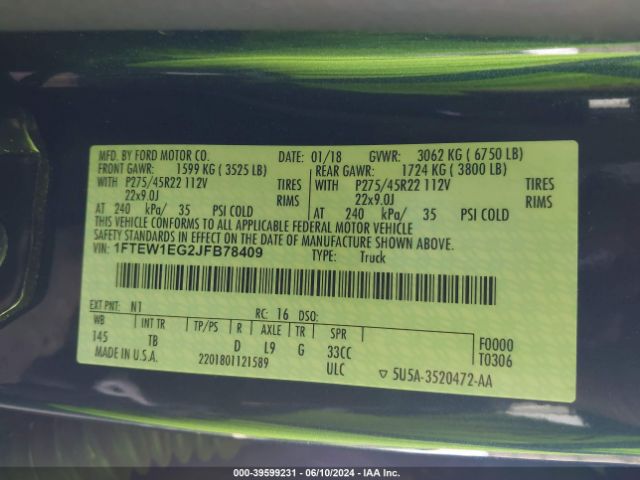 MFD. BY FORD MOTOR CO. DATE: 01/18 GVWR: 3062 KG ( 6750 LB)
FRONT GAWR: 1599 KG ( 3525 LB) REAR GAWR: 1724 KG ( 3800 LB)
WITH P275/45R22 112V TIRES WITH P275/45R22 112V TIRES
22x9.0J RIMS 22x9.0J RIMS
AT 240 kPa/ 35 PSI COLD AT 240 kPa/ 35 PSI COLD
THIS VEHICLE CONFORMS TO ALL APPLICABLE FEDERAL MOTOR VEHICLE
SAFETY STANDARDS IN EFFECT ON THE DATE OF MANUFACTURE SHOWN ABOVE.
VIN: 1FTEW1EG2JFB78409 TYPE: Truck
EXT PNT: N1 RC: 16 DSO:
WB INT TR TP/PS R AXLE TR SPR F0000
145 TB D L9 G 33CC T0306
MADE IN U.S.A. 2201801121589 ULC ▽ 5U5A-3520472-AA
000-39599231 - 06/10/2024 - IAA Inc.